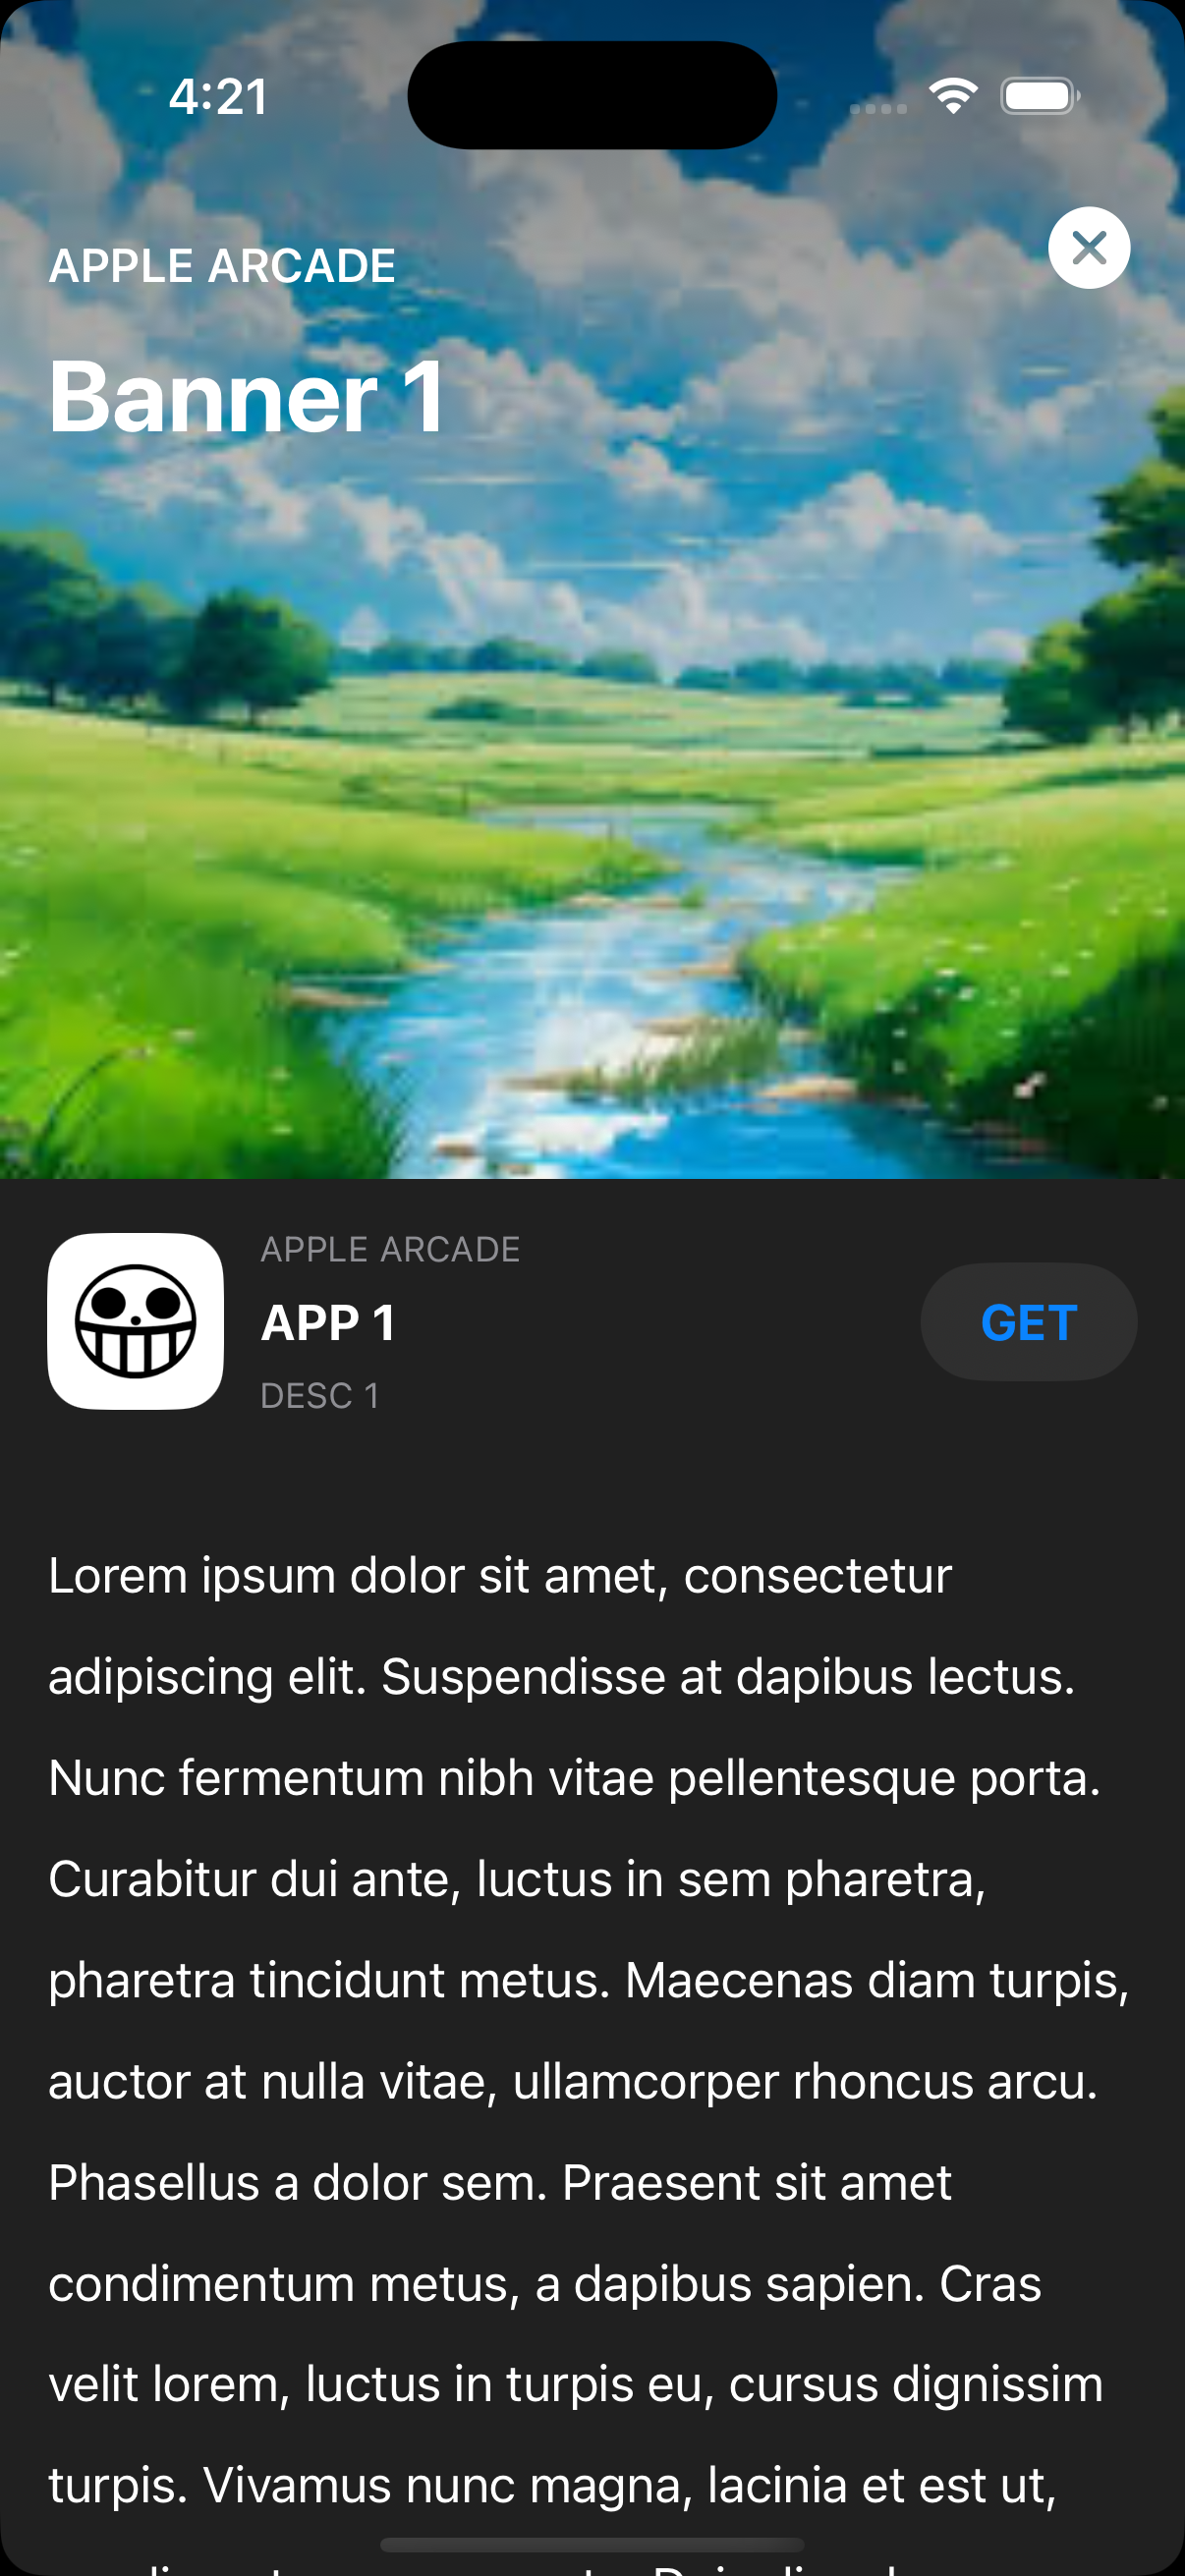 4:21
APPLE ARCADE
Banner 1
APPLE ARCADE
APP 1
GET
DESC 1
Lorem ipsum dolor sit amet, consectetur
adipiscing elit. Suspendisse at dapibus lectus.
Nunc fermentum nibh vitae pellentesque porta.
Curabitur dui ante, luctus in sem pharetra,
pharetra tincidunt metus. Maecenas diam turpis,
auctor at nulla vitae, ullamcorper rhoncus arcu.
Phasellus a dolor sem. Praesent sit amet
condimentum metus, a dapibus sapien. Cras
velit lorem, luctus in turpis eu, cursus dignissim
turpis. Vivamus nunc magna, lacinia et est ut,